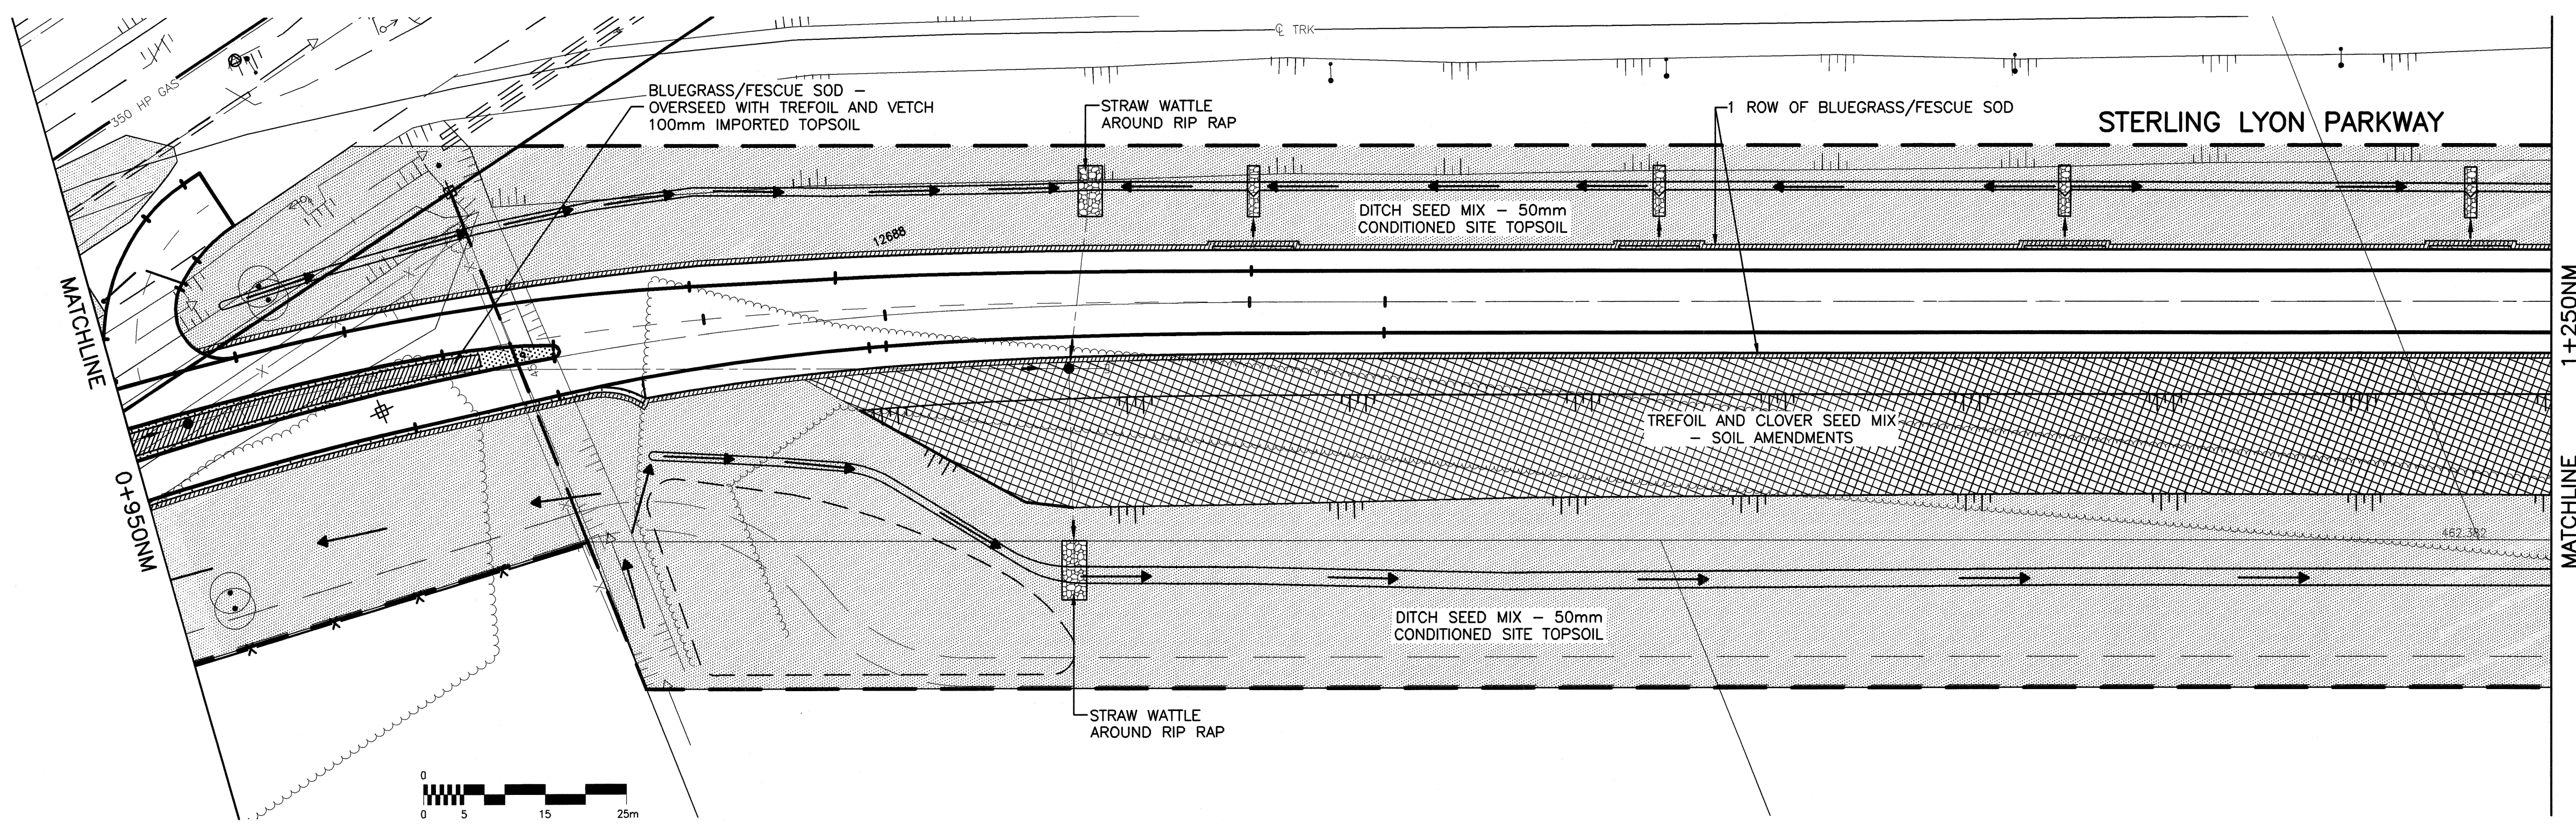 ℄ TRK
350 HP GAS
BLUEGRASS/FESCUE SOD –
OVERSEED WITH TREFOIL AND VETCH
100mm IMPORTED TOPSOIL
STRAW WATTLE
AROUND RIP RAP
1 ROW OF BLUEGRASS/FESCUE SOD
STERLING LYON PARKWAY
DITCH SEED MIX – 50mm
CONDITIONED SITE TOPSOIL
12688
MATCHLINE
0+950NM
1+250NM
MATCHLINE
TREFOIL AND CLOVER SEED MIX
– SOIL AMENDMENTS
462.382
DITCH SEED MIX – 50mm
CONDITIONED SITE TOPSOIL
STRAW WATTLE
AROUND RIP RAP
0
0 5 15 25m